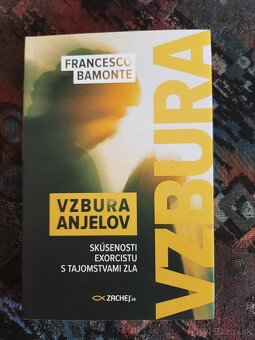 FRANCESCO
BAMONTE
VZBURA
VZBURA
ANJELOV
SKÚSENOSTI
EXORCISTU
S TAJOMSTVAMI ZLA
ZACHEJ.sk